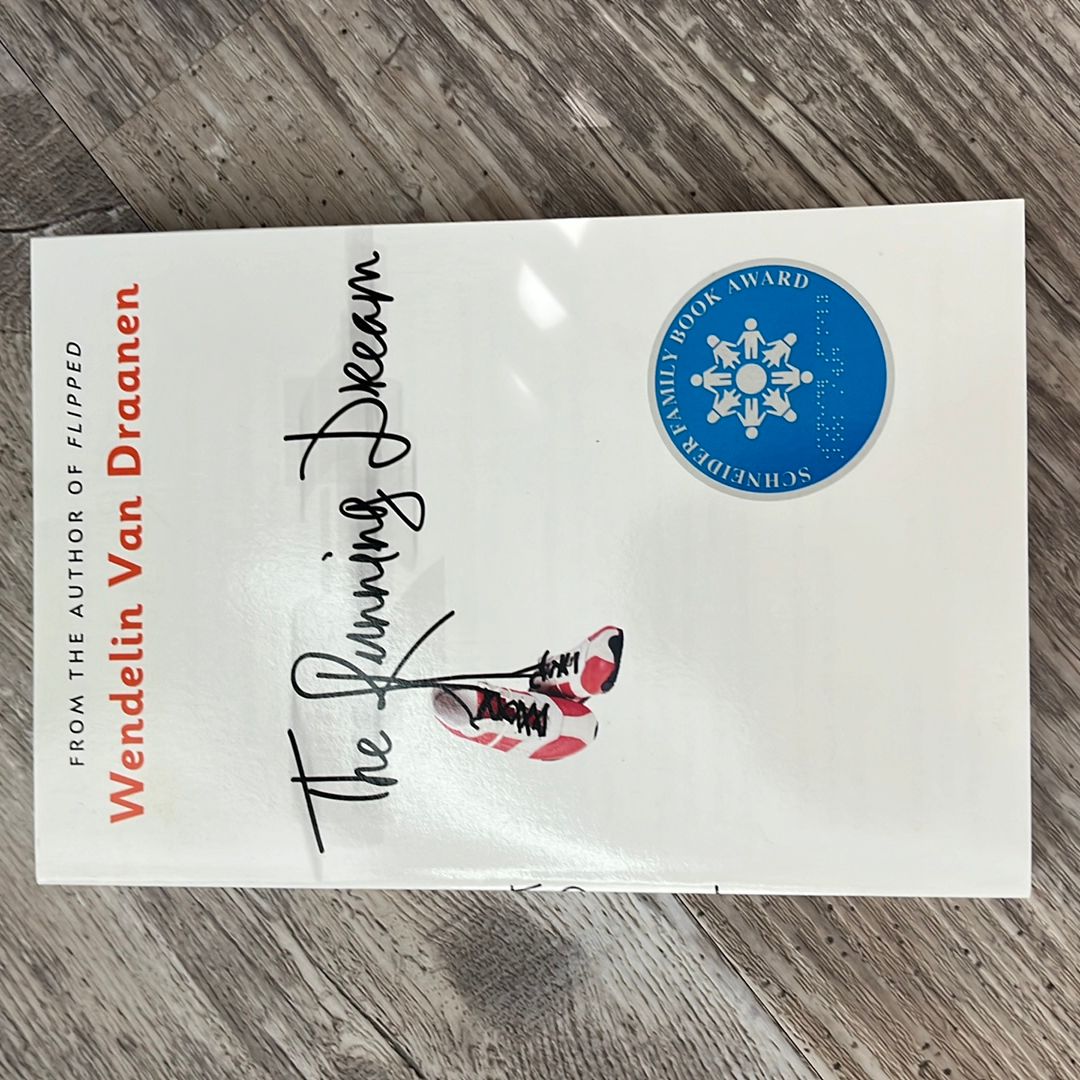 FROM THE AUTHOR OF FLIPPED
Wendelin Van Draanen
The Running Dream
SCHNEIDER FAMILY BOOK AWARD